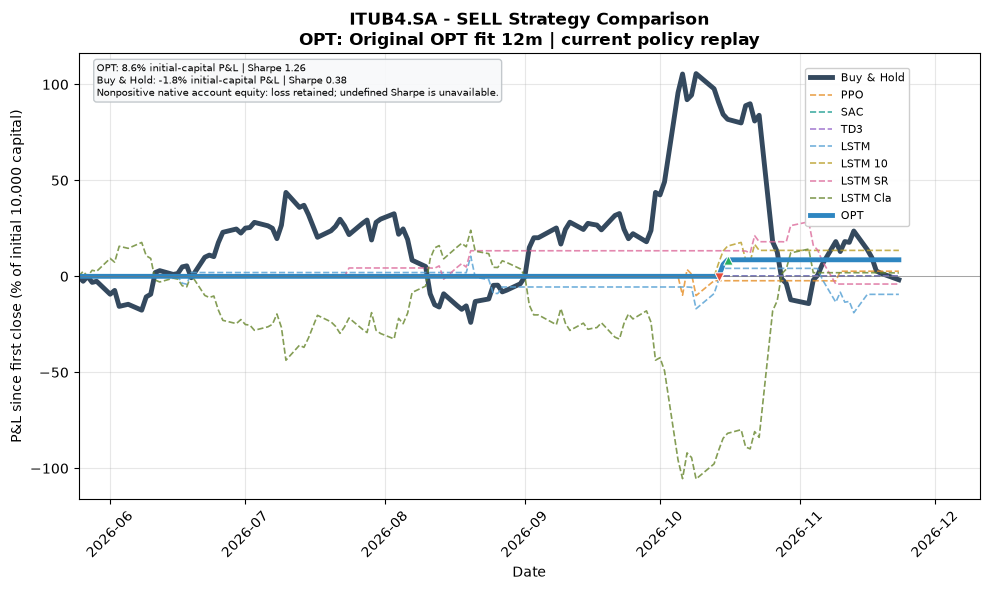 ITUB4.SA - SELL Strategy Comparison
OPT: Original OPT fit 12m | current policy replay
OPT: 8.6% initial-capital P&L | Sharpe 1.26
Buy & Hold: -1.8% initial-capital P&L | Sharpe 0.38
Nonpositive native account equity: loss retained; undefined Sharpe is unavailable.
Buy & Hold
PPO
SAC
TD3
LSTM
LSTM 10
LSTM SR
LSTM Cla
OPT
P&L since first close (% of initial 10,000 capital)
100
50
0
−50
−100
2026-06
2026-07
2026-08
2026-09
2026-10
2026-11
2026-12
Date